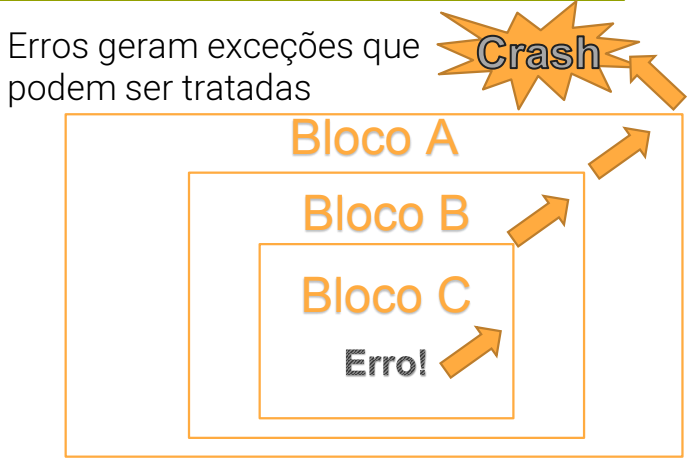 Erros geram exceções que
podem ser tratadas
Crash
Bloco A
Bloco B
Bloco C
Erro!